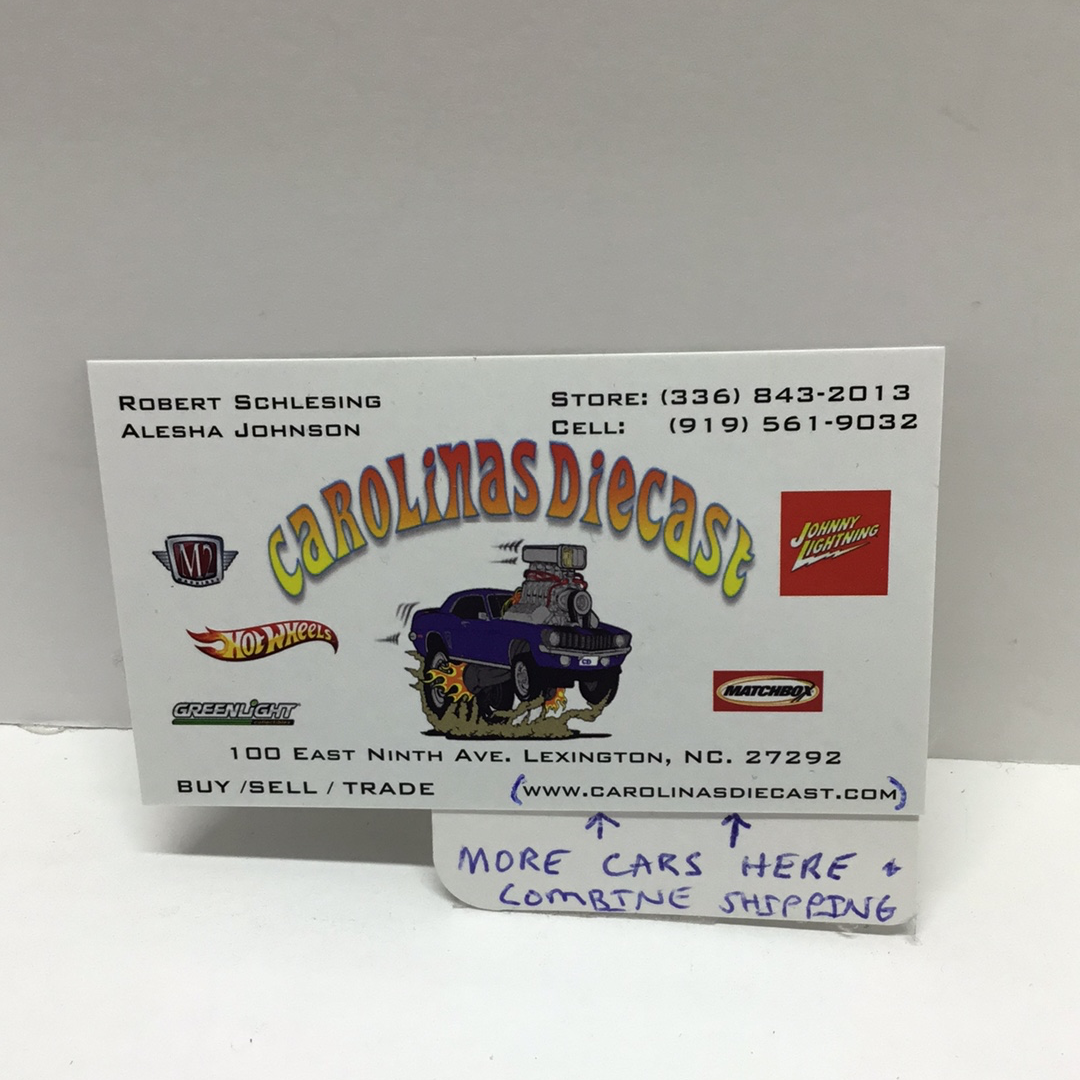 ROBERT SCHLESING
ALESHA JOHNSON
STORE: (336) 843-2013
CELL: (919) 561-9032
CAROLINAS DIECAST
M2
JOHNNY
LIGHTNING
HOT WHEELS
GREENLIGHT
MATCHBOX
CD
100 EAST NINTH AVE. LEXINGTON, NC. 27292
BUY /SELL / TRADE
(WWW.CAROLINASDIECAST.COM)
MORE CARS HERE +
COMBINE SHIPPING